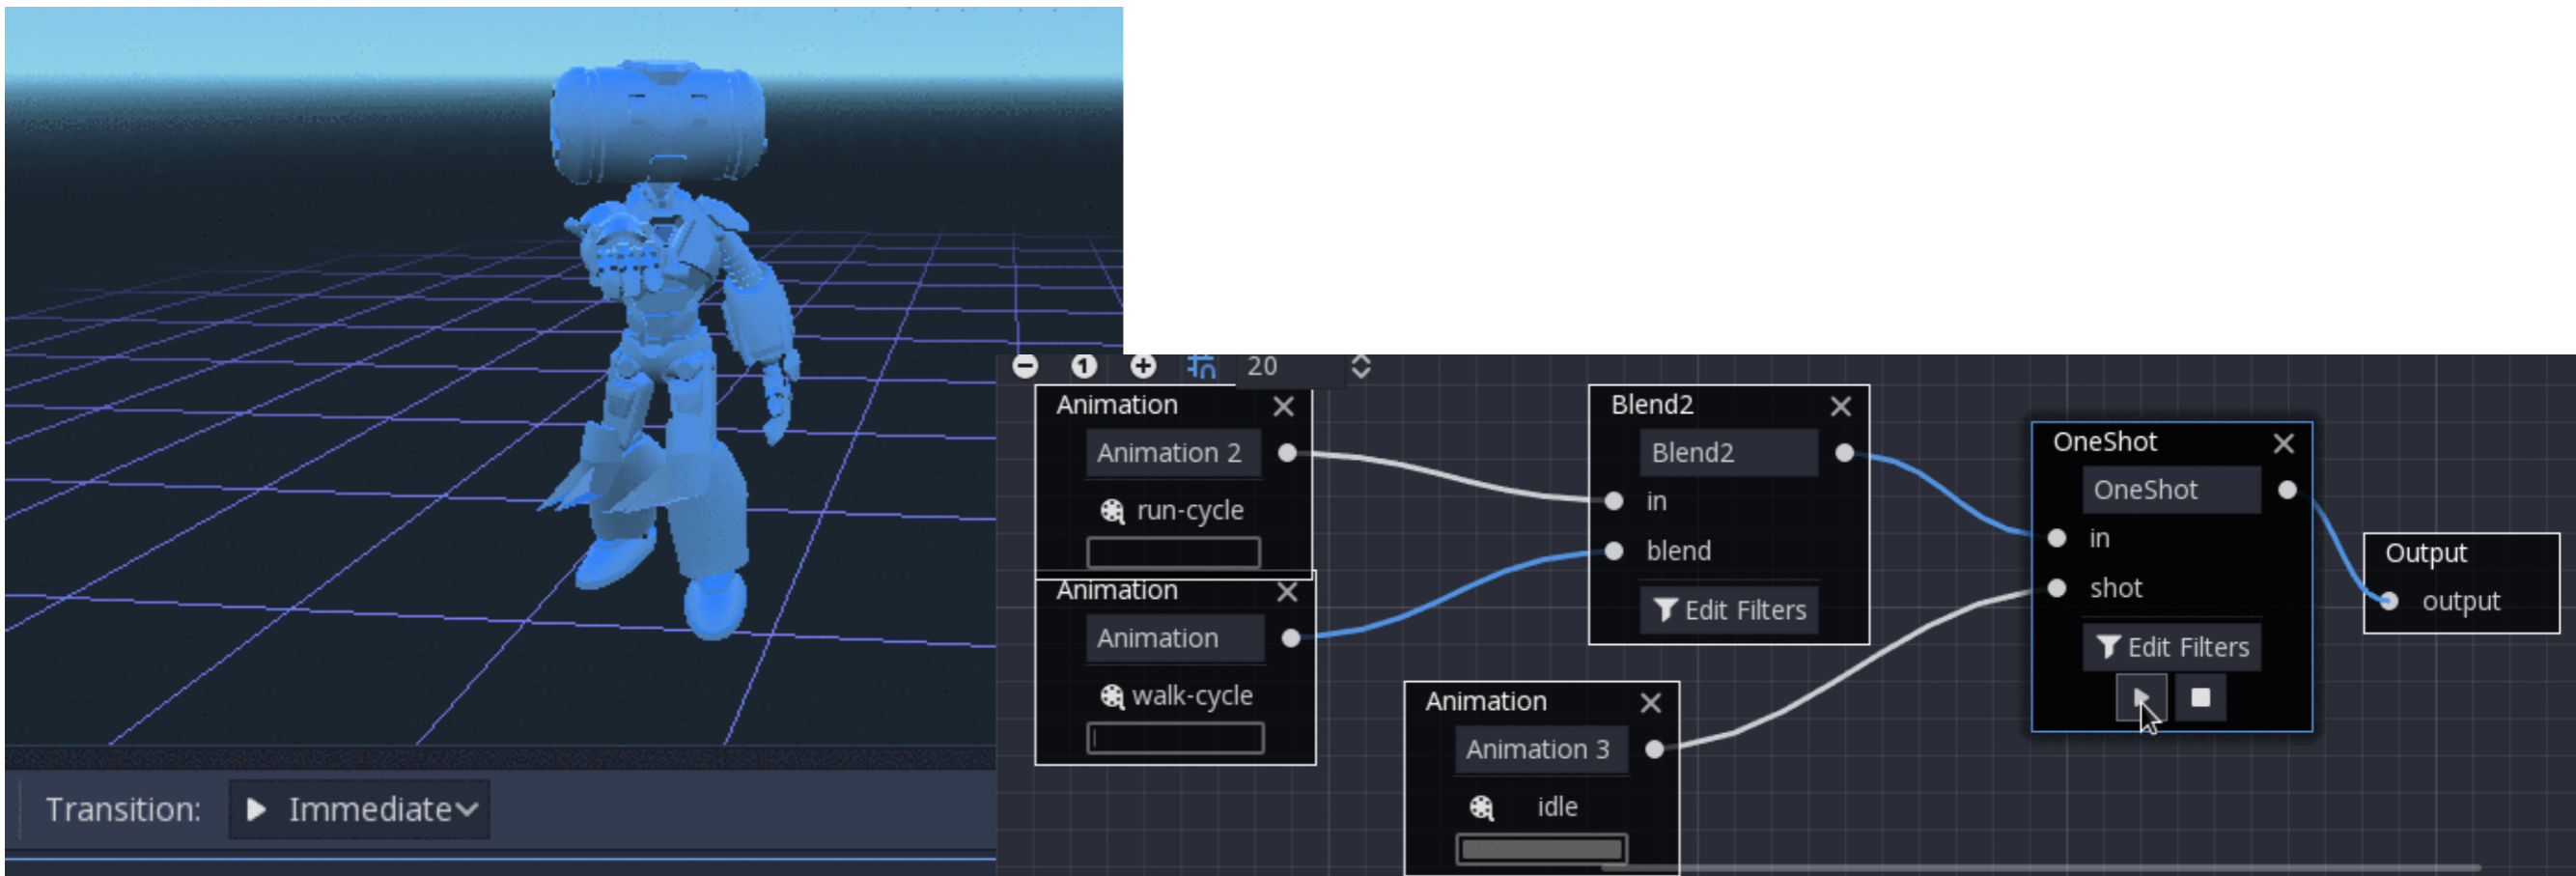 20
Animation
Animation 2
run-cycle
Animation
Animation
walk-cycle
Blend2
Blend2
in
blend
Edit Filters
Animation
Animation 3
idle
OneShot
OneShot
in
shot
Edit Filters
Output
output
Transition: Immediate